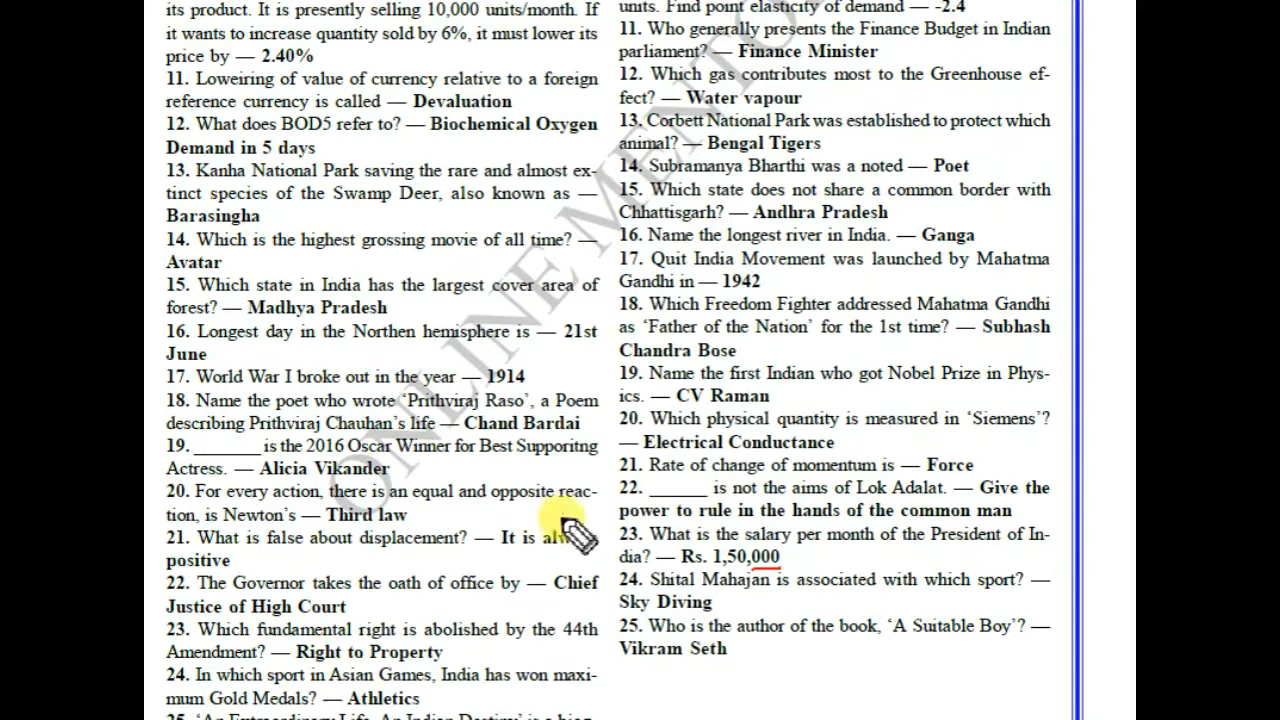 its product. It is presently selling 10,000 units/month. If
it wants to increase quantity sold by 6%, it must lower its
price by — 2.40%
11. Loweiring of value of currency relative to a foreign
reference currency is called — Devaluation
12. What does BOD5 refer to? — Biochemical Oxygen
Demand in 5 days
13. Kanha National Park saving the rare and almost ex-
tinct species of the Swamp Deer, also known as —
Barasingha
14. Which is the highest grossing movie of all time? —
Avatar
15. Which state in India has the largest cover area of
forest? — Madhya Pradesh
16. Longest day in the Northen hemisphere is — 21st
June
17. World War I broke out in the year — 1914
18. Name the poet who wrote ‘Prithviraj Raso’, a Poem
describing Prithviraj Chauhan’s life — Chand Bardai
19. _______ is the 2016 Oscar Winner for Best Supporitng
Actress. — Alicia Vikander
20. For every action, there is an equal and opposite reac-
tion, is Newton’s — Third law
21. What is false about displacement? — It is
positive
22. The Governor takes the oath of office by — Chief
Justice of High Court
23. Which fundamental right is abolished by the 44th
Amendment? — Right to Property
24. In which sport in Asian Games, India has won maxi-
mum Gold Medals? — Athletics
25. ‘An Extraordinary Life, An Indian Destiny’ is a biog-
units. Find point elasticity of demand — -2.4
11. Who generally presents the Finance Budget in Indian
parliament? — Finance Minister
12. Which gas contributes most to the Greenhouse ef-
fect? — Water vapour
13. Corbett National Park was established to protect which
animal? — Bengal Tigers
14. Subramanya Bharthi was a noted — Poet
15. Which state does not share a common border with
Chhattisgarh? — Andhra Pradesh
16. Name the longest river in India. — Ganga
17. Quit India Movement was launched by Mahatma
Gandhi in — 1942
18. Which Freedom Fighter addressed Mahatma Gandhi
as ‘Father of the Nation’ for the 1st time? — Subhash
Chandra Bose
19. Name the first Indian who got Nobel Prize in Phys-
ics. — CV Raman
20. Which physical quantity is measured in ‘Siemens’?
— Electrical Conductance
21. Rate of change of momentum is — Force
22. ______ is not the aims of Lok Adalat. — Give the
power to rule in the hands of the common man
23. What is the salary per month of the President of In-
dia? — Rs. 1,50,000
24. Shital Mahajan is associated with which sport? —
Sky Diving
25. Who is the author of the book, ‘A Suitable Boy’? —
Vikram Seth
ONLINE MENTO